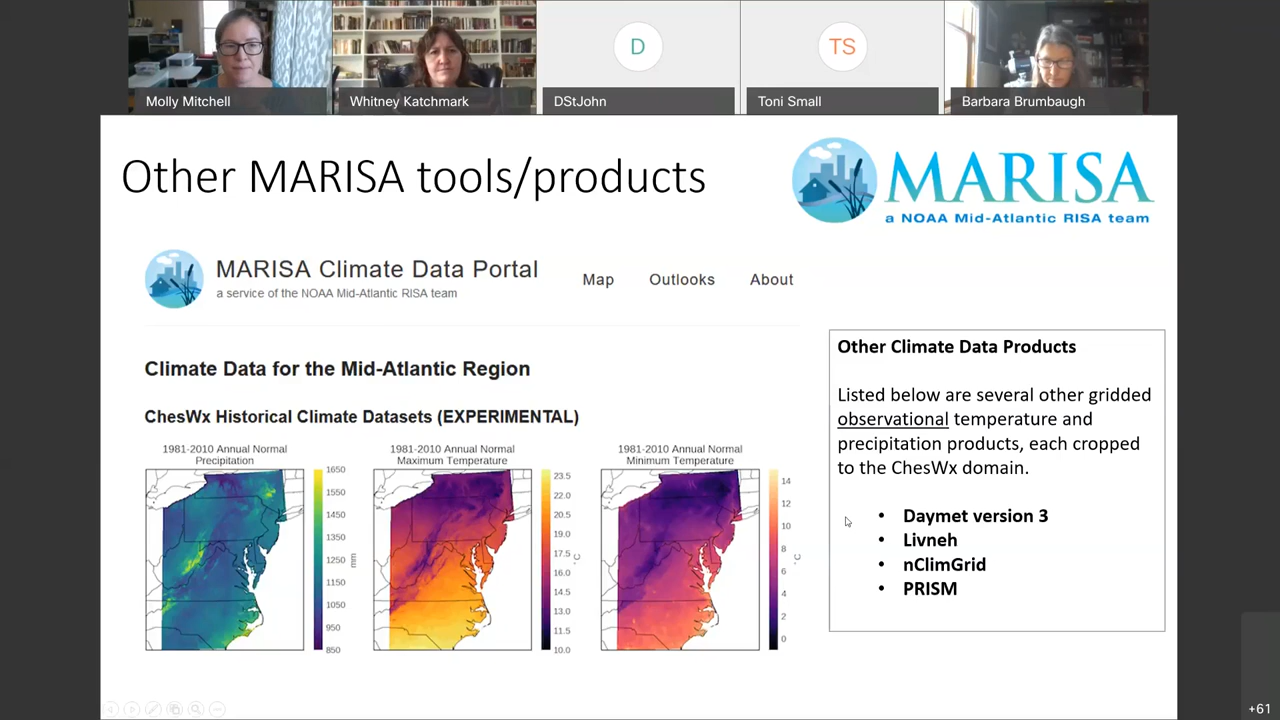 D
TS
Molly Mitchell
Whitney Katchmark
DStJohn
Toni Small
Barbara Brumbaugh
Other MARISA tools/products
MARISA
a NOAA Mid-Atlantic RISA team
MARISA Climate Data Portal
a service of the NOAA Mid-Atlantic RISA team
Map
Outlooks
About
Climate Data for the Mid-Atlantic Region
ChesWx Historical Climate Datasets (EXPERIMENTAL)
1981-2010 Annual Normal
Precipitation
1650
1550
1450
1350
1250
1150
1050
950
850
mm
1981-2010 Annual Normal
Maximum Temperature
23.5
22.0
20.5
19.0
17.5
16.0
14.5
13.0
11.5
10.0
°C
1981-2010 Annual Normal
Minimum Temperature
14
12
10
8
6
4
2
0
°C
Other Climate Data Products
Listed below are several other gridded
observational temperature and
precipitation products, each cropped
to the ChesWx domain.
• Daymet version 3
• Livneh
• nClimGrid
• PRISM
+61